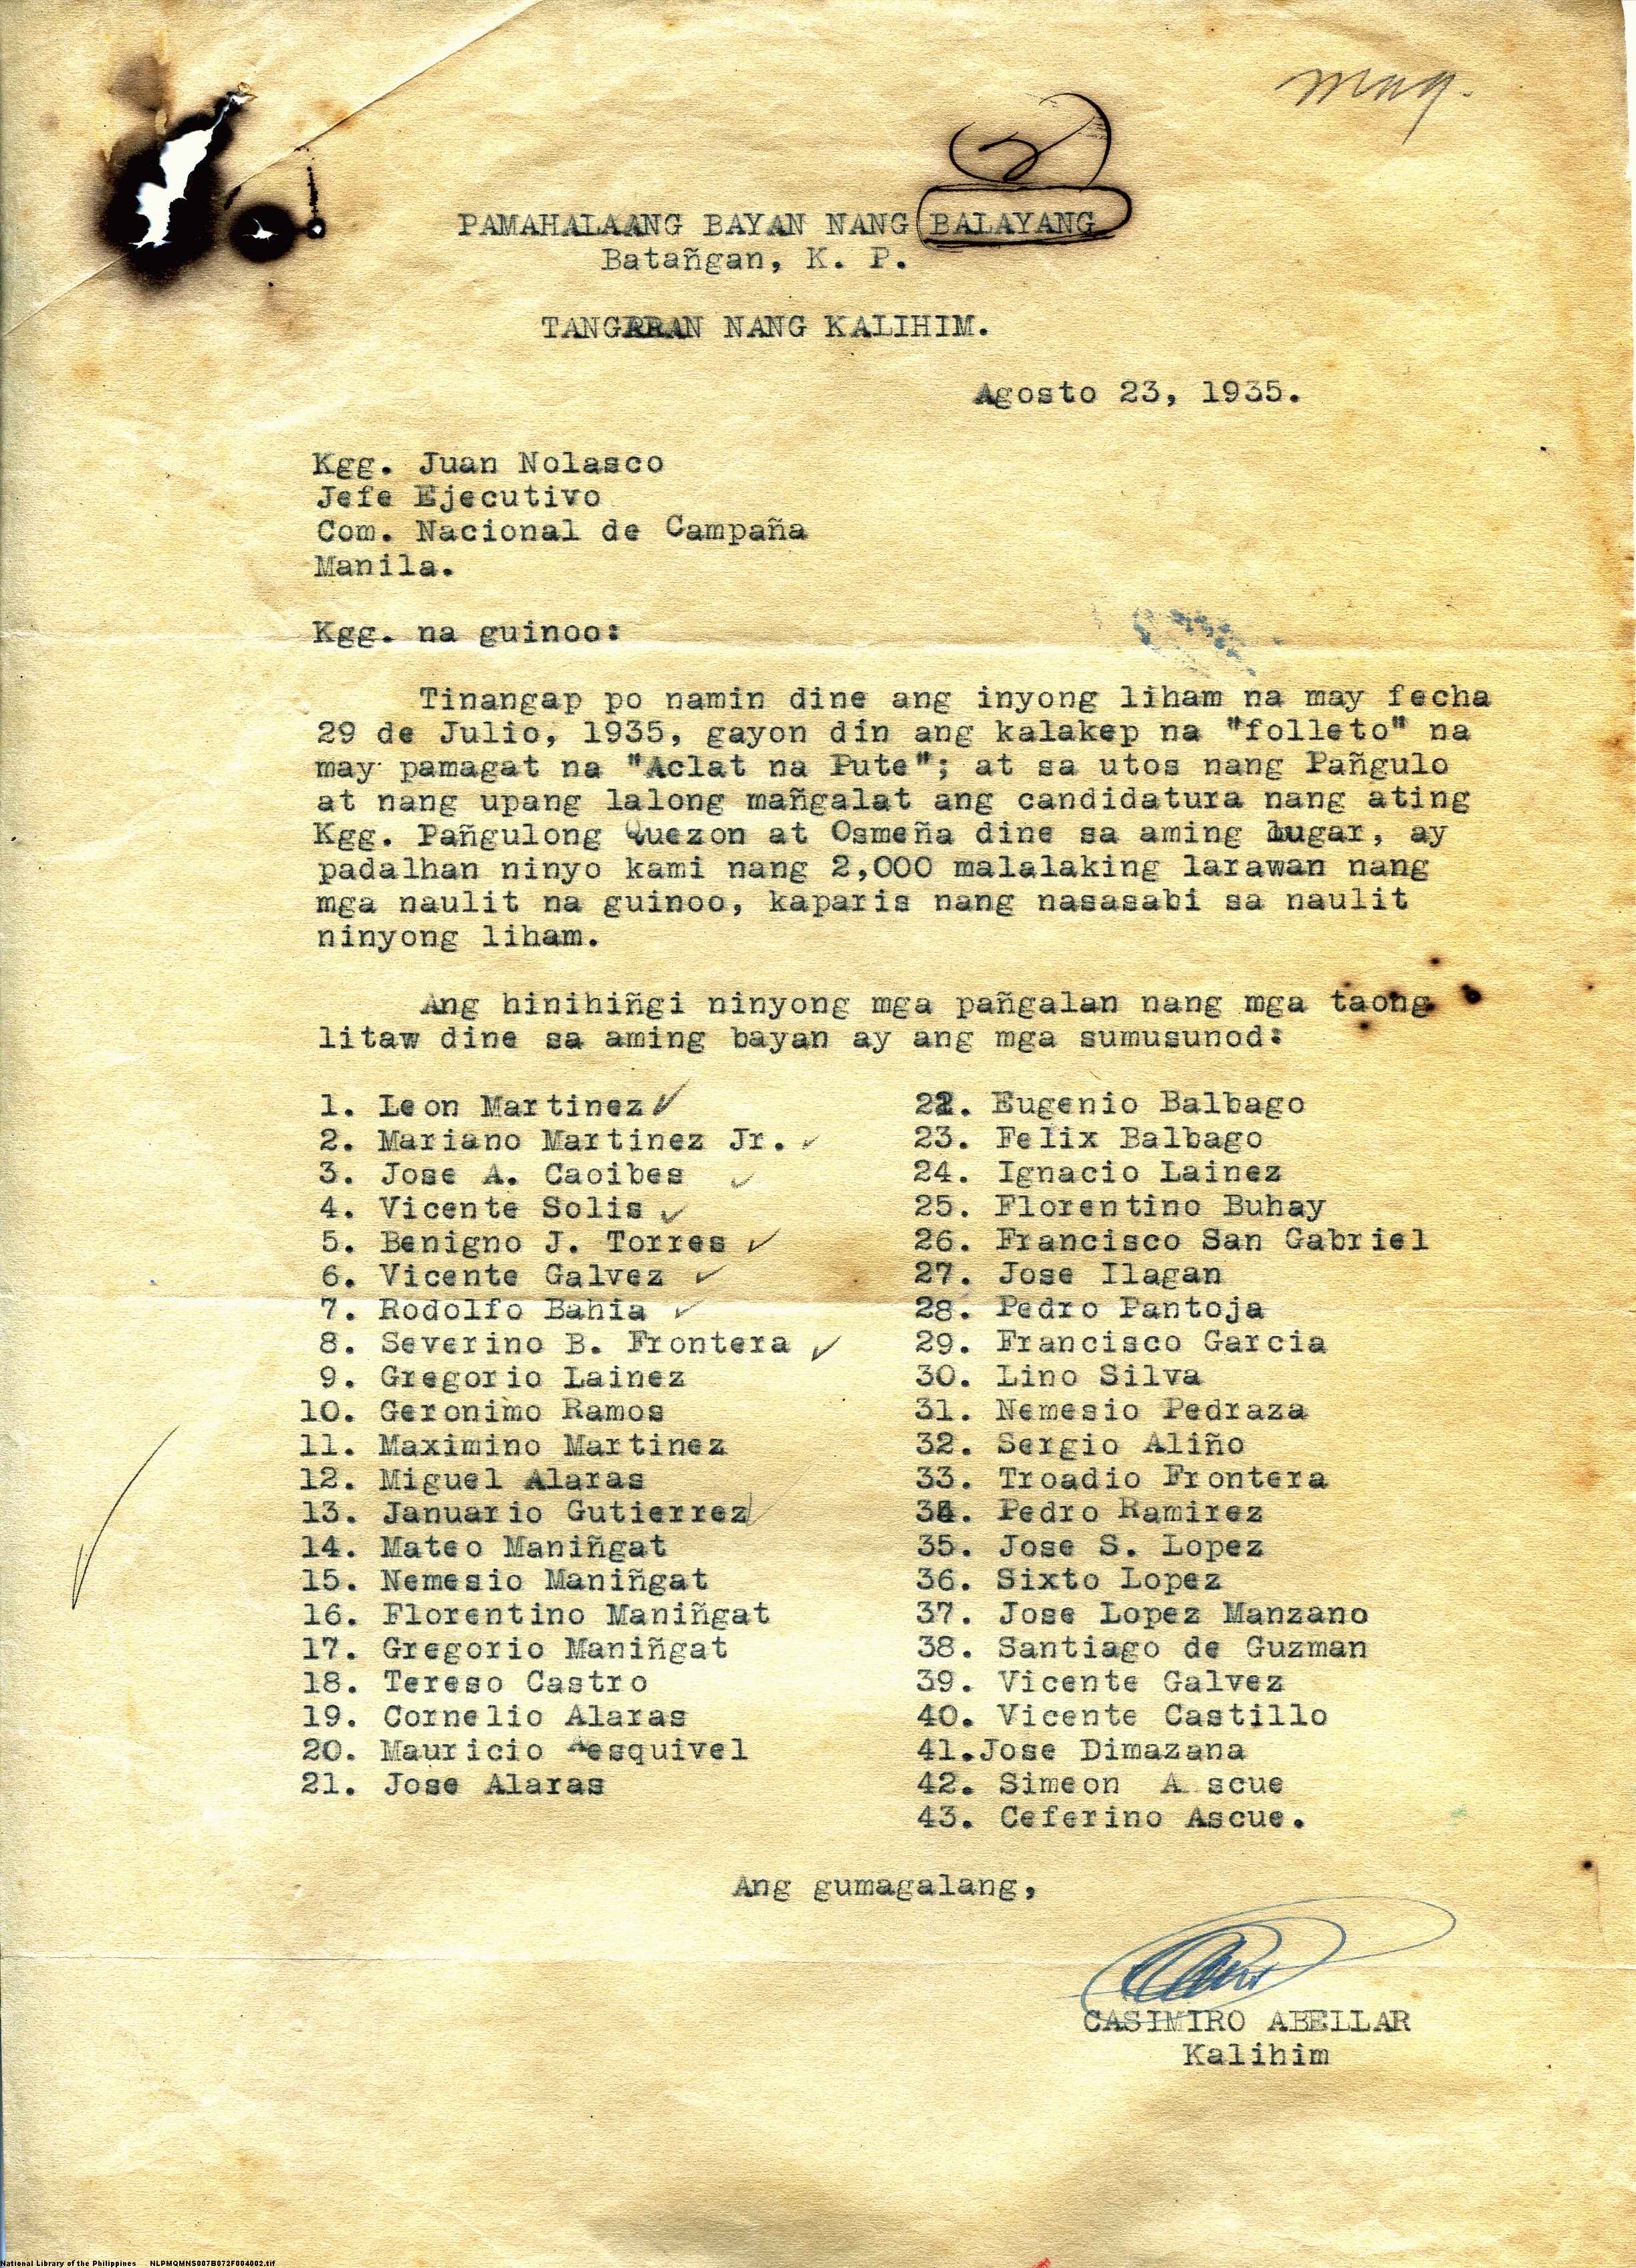 mnq.
PAMAHALAANG BAYAN NANG BALAYANG
Batañgan, K. P.
NANG KALIHIM.
Agosto 23, 1935.
Kgg. Juan Nolasco
Jefe Ejecutivo
Com. Nacional de Campaña
Manila.
Kgg. na guinoo:
Tinangap po namin dine ang inyong liham na may fecha
29 de Julio, 1935, gayon din ang kalakep na "folleto" na
may pamagat na "Aclat na Pute"; at sa utos nang Pañgulo
at nang upang lalong mañgalat ang candidatura nang ating
Kgg. Pañgulong Quezon at Osmeña dine sa aming lugar, ay
padalhan ninyo kami nang 2,000 malalaking larawan nang
mga naulit na guinoo, kaparis nang nasasabi sa naulit
ninyong liham.
Ang hinihiñgi ninyong mga pañgalan nang mga taong
litaw dine sa aming bayan ay ang mga sumusunod:
1. Leon Martinez
2. Mariano Martinez Jr.
3. Jose A. Caoibes
4. Vicente Solis
5. Benigno J. Torres
6. Vicente Galvez
7. Rodolfo Bahia
8. Severino B. Frontera
9. Gregorio Lainez
10. Geronimo Ramos
11. Maximino Martinez
12. Miguel Alaras
13. Januario Gutierrez
14. Mateo Maniñgat
15. Nemesio Maniñgat
16. Florentino Maniñgat
17. Gregorio Maniñgat
18. Tereso Castro
19. Cornelio Alaras
20. Mauricio esquivel
21. Jose Alaras
22. Eugenio Balbago
23. Felix Balbago
24. Ignacio Lainez
25. Florentino Buhay
26. Francisco San Gabriel
27. Jose Ilagan
28. Pedro Pantoja
29. Francisco Garcia
30. Lino Silva
31. Nemesio Pedraza
32. Sergio Aliño
33. Troadio Frontera
34. Pedro Ramirez
35. Jose S. Lopez
36. Sixto Lopez
37. Jose Lopez Manzano
38. Santiago de Guzman
39. Vicente Galvez
40. Vicente Castillo
41.Jose Dimazana
42. Simeon A scue
43. Ceferino Ascue.
Ang gumagalang,
CASIMIRO ABELLAR
Kalihim
National Library of the Philippines NLPMQMNS007B072F004002.tif